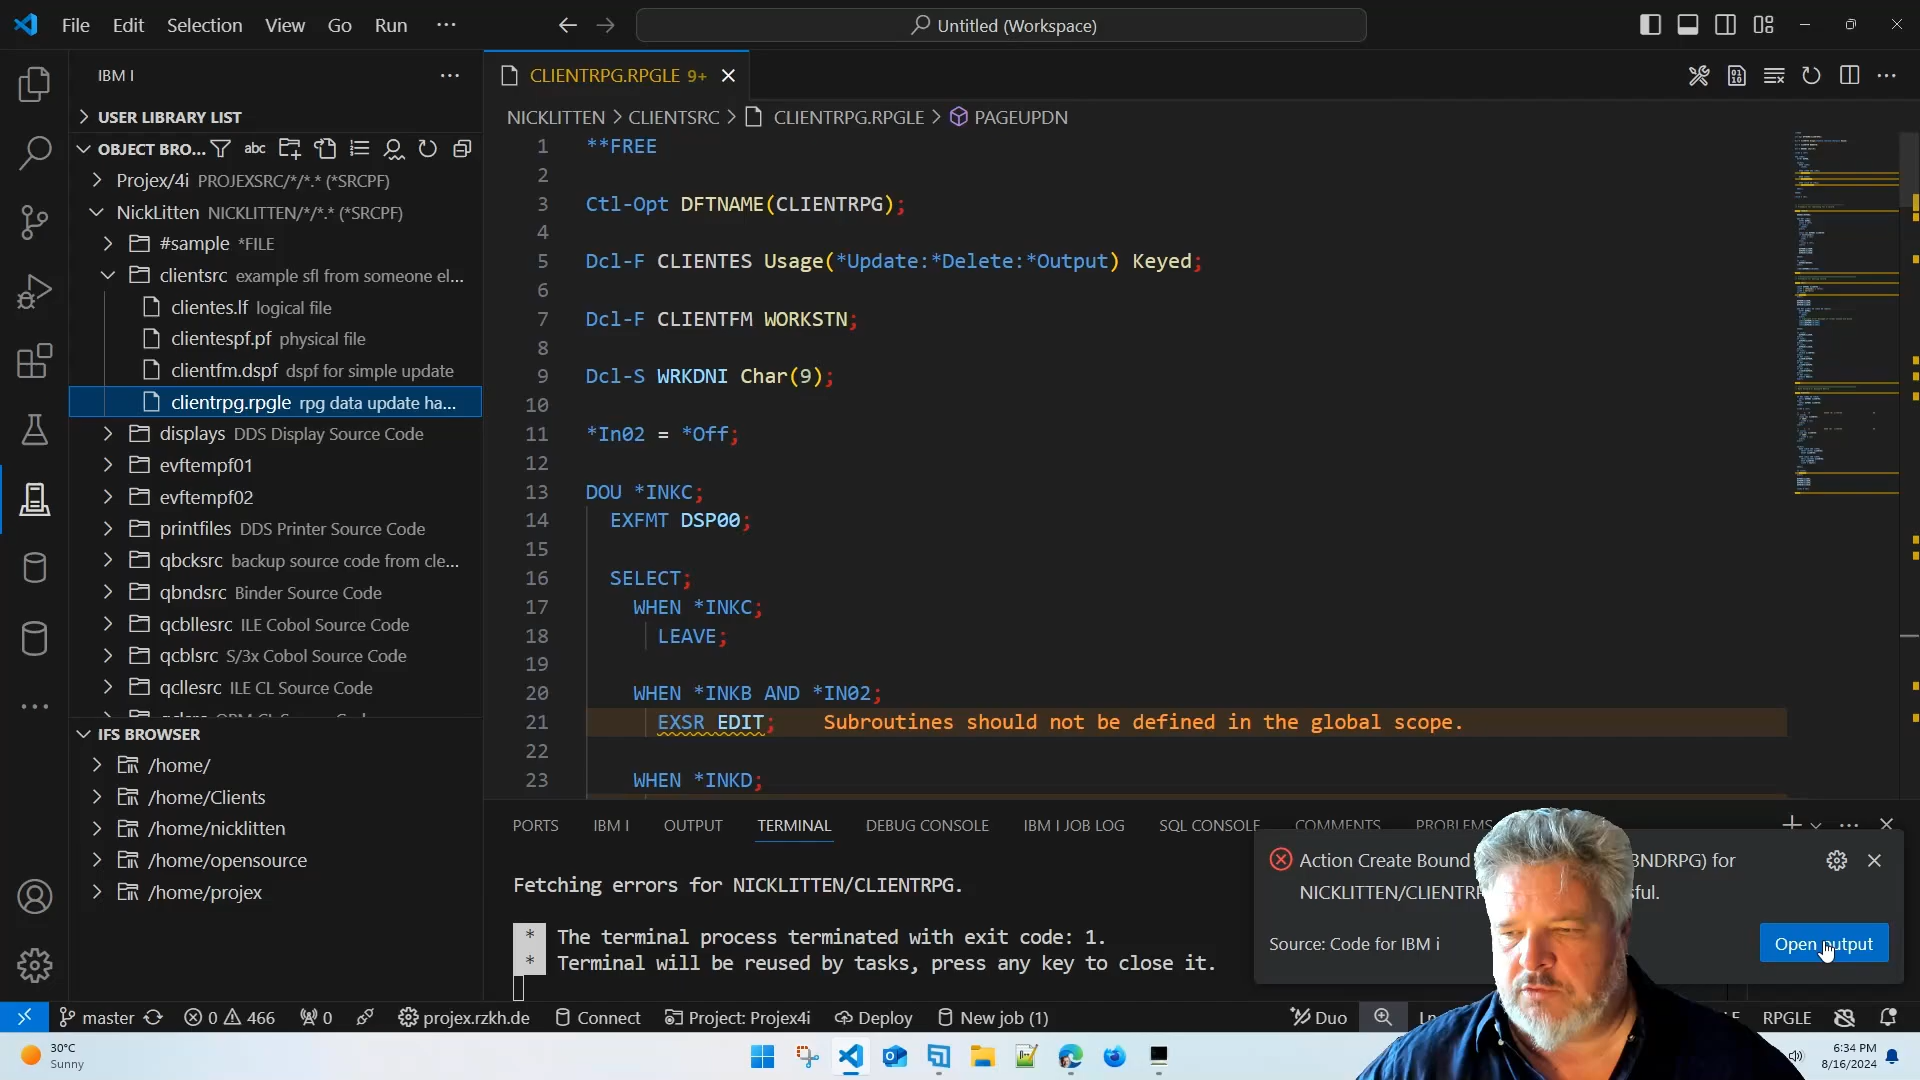 File Edit Selection View Go Run ···
Untitled (Workspace)
IBM I
CLIENTRPG.RPGLE 9+
USER LIBRARY LIST
NICKLITTEN > CLIENTSRC > CLIENTRPG.RPGLE > PAGEUPDN
OBJECT BRO... abc
Projex/4i PROJEXSRC/*/*.* (*SRCPF)
NickLitten NICKLITTEN/*/*.* (*SRCPF)
#sample *FILE
clientsrc example sfl from someone el...
clientes.lf logical file
clientespf.pf physical file
clientfm.dspf dspf for simple update
clientrpg.rpgle rpg data update ha...
displays DDS Display Source Code
evftempf01
evftempf02
printfiles DDS Printer Source Code
qbcksrc backup source code from cle...
qbndsrc Binder Source Code
qcbllesrc ILE Cobol Source Code
qcblsrc S/3x Cobol Source Code
qcllesrc ILE CL Source Code
IFS BROWSER
/home/
/home/Clients
/home/nicklitten
/home/opensource
/home/projex
1 **FREE
2
3 Ctl-Opt DFTNAME(CLIENTRPG);
4
5 Dcl-F CLIENTES Usage(*Update:*Delete:*Output) Keyed;
6
7 Dcl-F CLIENTFM WORKSTN;
8
9 Dcl-S WRKDNI Char(9);
10
11 *In02 = *Off;
12
13 DOU *INKC;
14 EXFMT DSP00;
15
16 SELECT;
17 WHEN *INKC;
18 LEAVE;
19
20 WHEN *INKB AND *IN02;
21 EXSR EDIT; Subroutines should not be defined in the global scope.
22
23 WHEN *INKD;
PORTS IBM I OUTPUT TERMINAL DEBUG CONSOLE IBM I JOB LOG SQL CONSOLE COMMENTS PROBLEMS
Fetching errors for NICKLITTEN/CLIENTRPG.
* The terminal process terminated with exit code: 1.
* Terminal will be reused by tasks, press any key to close it.
Action Create Bound BNDRPG) for
NICKLITTEN/CLIENTRP sful.
Source: Code for IBM i
Open output
master 0 466 0 projex.rzkh.de Connect Project: Projex4i Deploy New job (1) Duo Ln RPGLE
30°C
Sunny
6:34 PM
8/16/2024